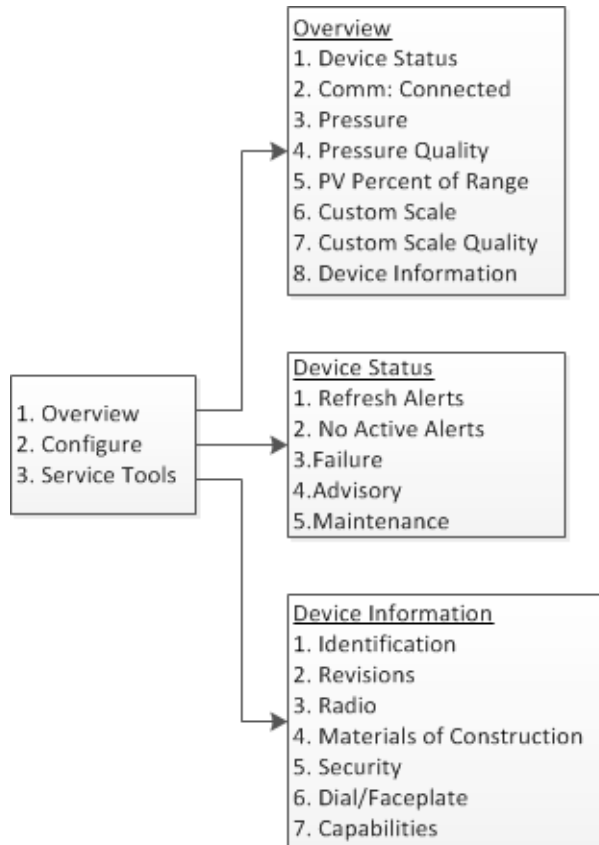 Overview
1. Device Status
2. Comm: Connected
3. Pressure
4. Pressure Quality
5. PV Percent of Range
6. Custom Scale
7. Custom Scale Quality
8. Device Information
1. Overview
2. Configure
3. Service Tools
Device Status
1. Refresh Alerts
2. No Active Alerts
3.Failure
4.Advisory
5.Maintenance
Device Information
1. Identification
2. Revisions
3. Radio
4. Materials of Construction
5. Security
6. Dial/Faceplate
7. Capabilities